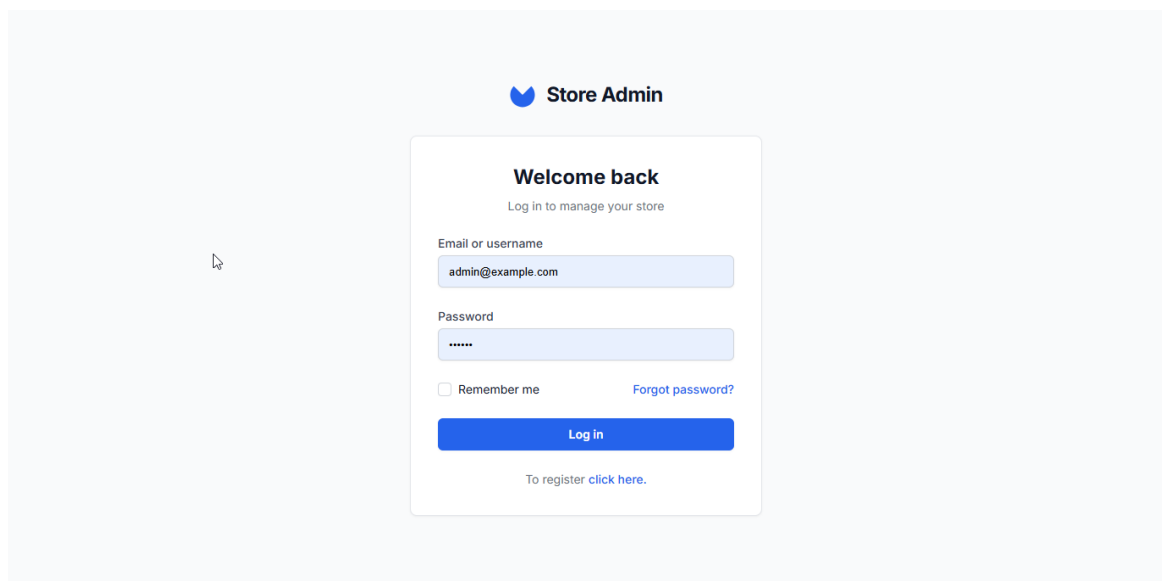 Store Admin
Welcome back
Log in to manage your store
Email or username
admin@example.com
Password
••••••
Remember me
Forgot password?
Log in
To register click here.